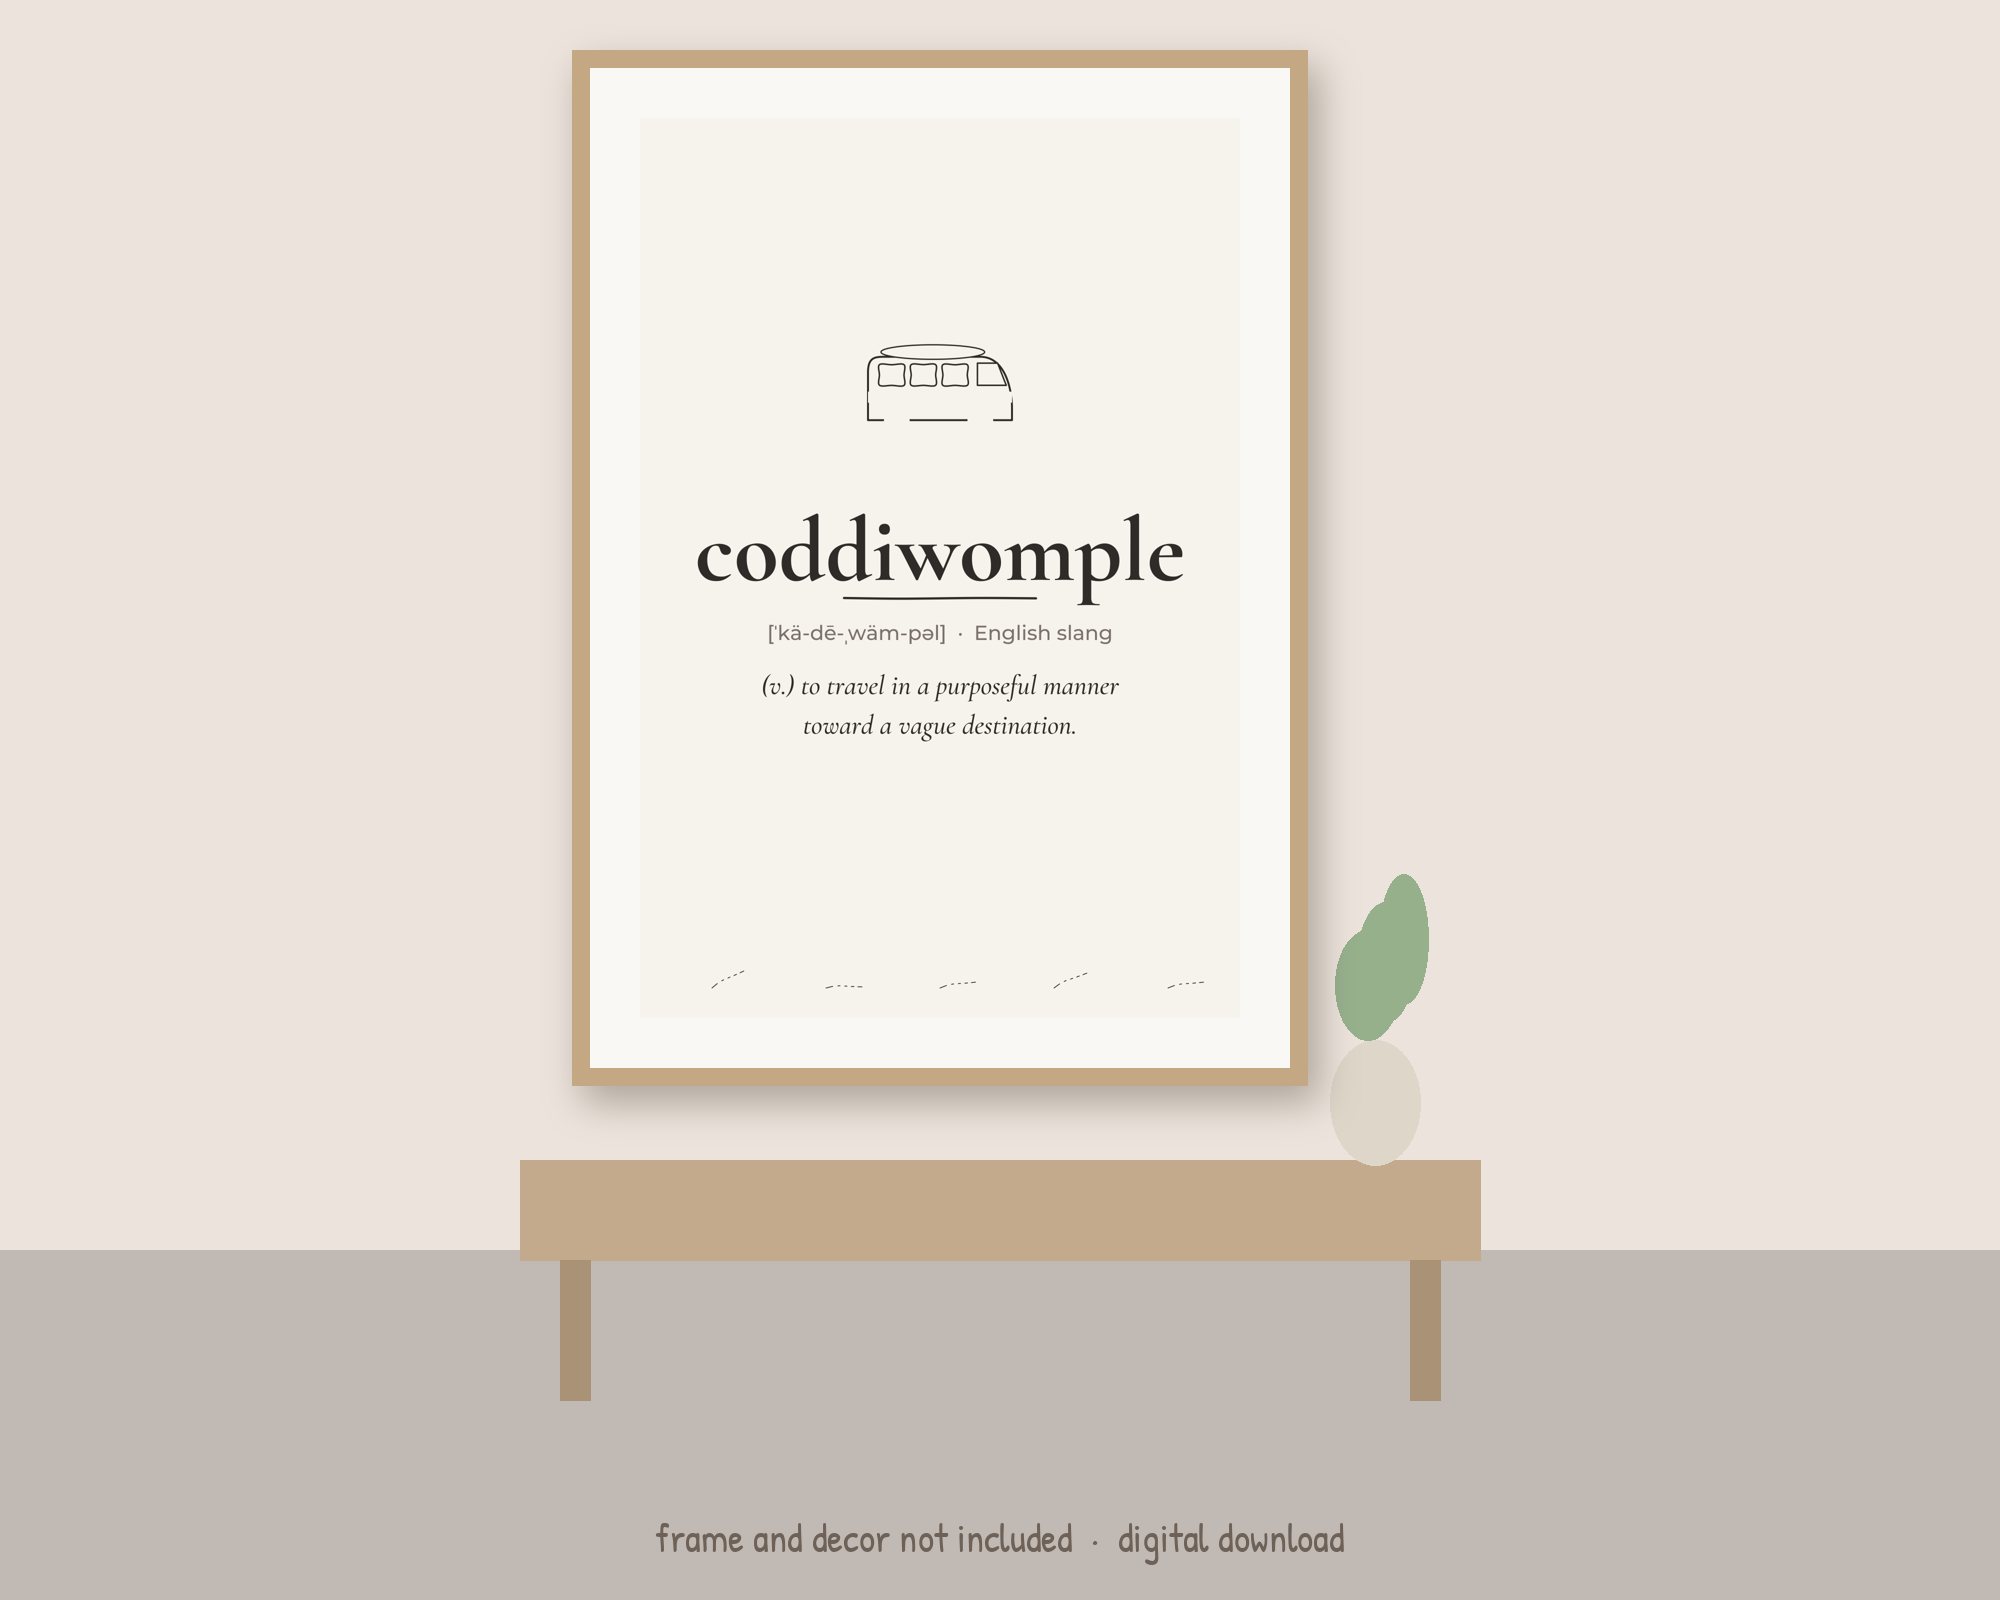 coddiwomple
[ˈkä-dē-ˌwäm-pəl] · English slang
(v.) to travel in a purposeful manner
toward a vague destination.
frame and decor not included · digital download